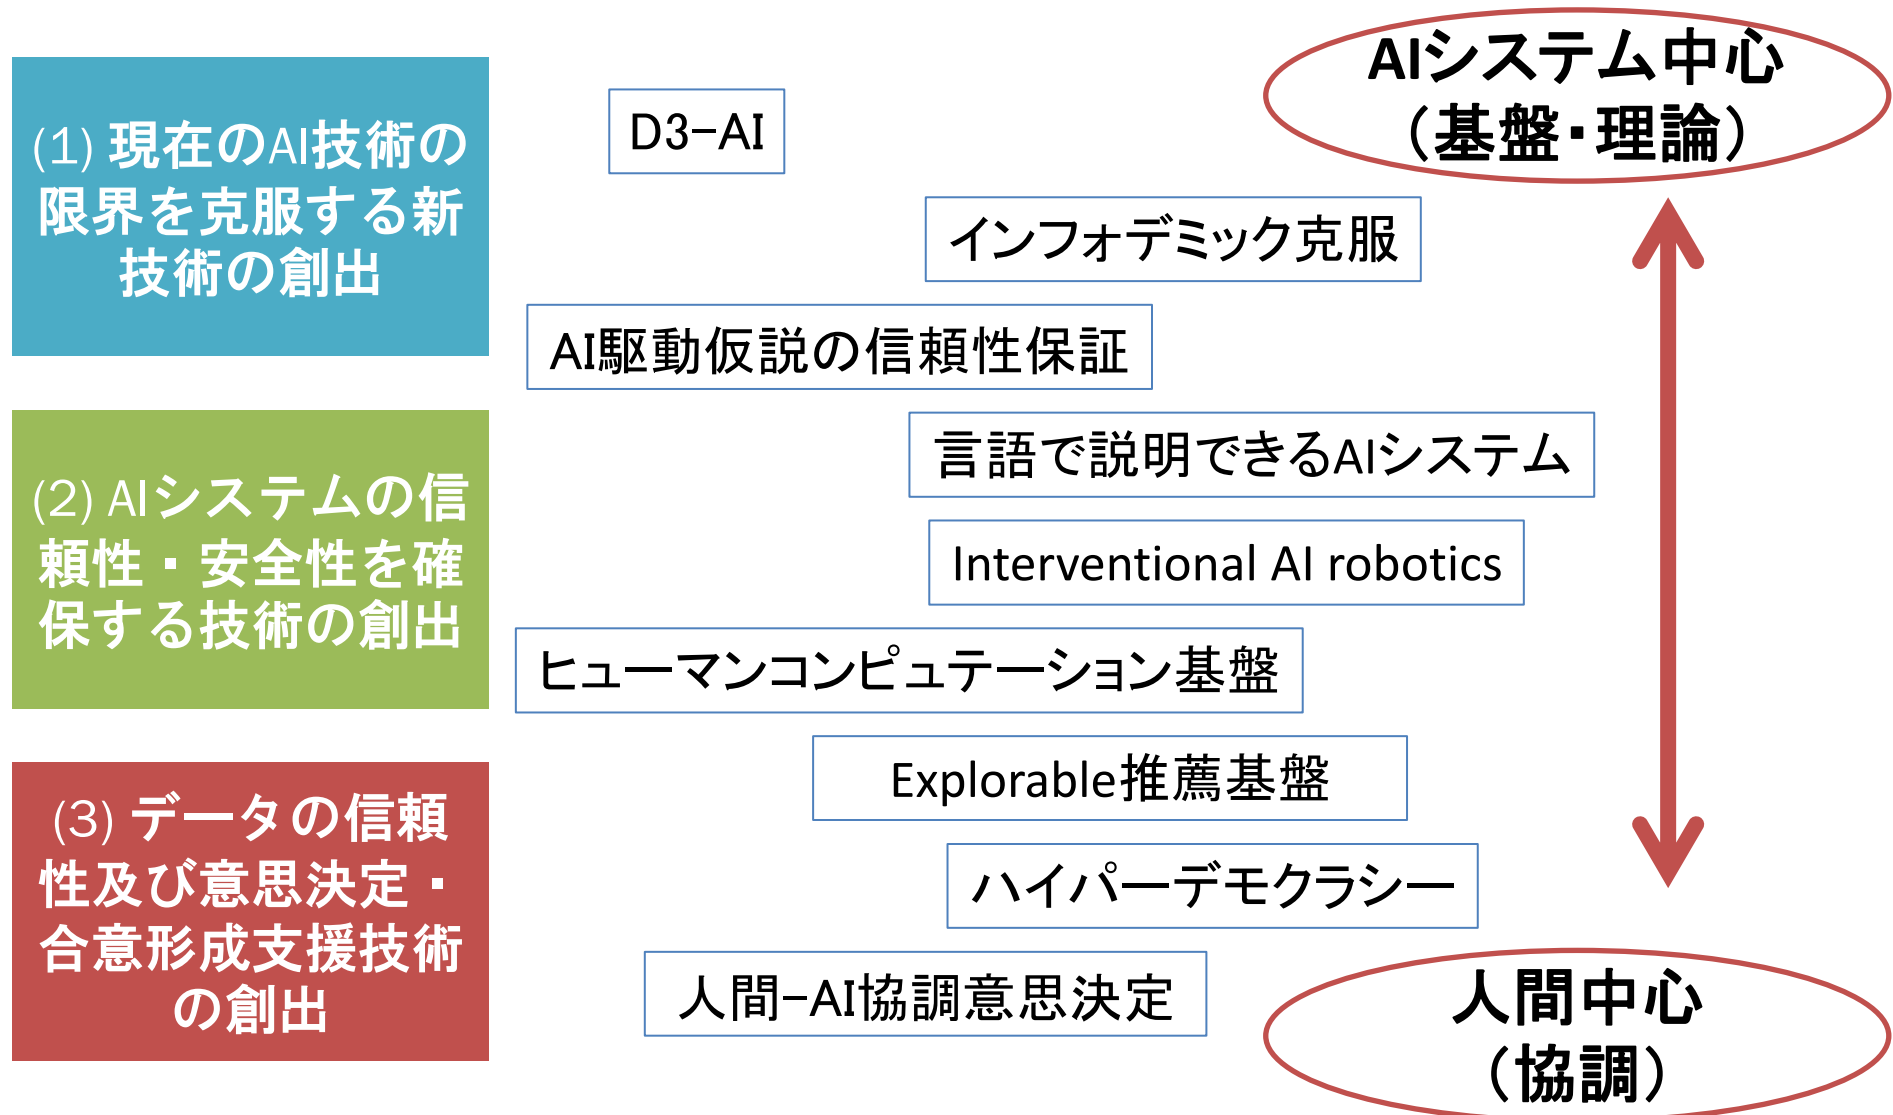 (1) 現在のAI技術の
限界を克服する新
技術の創出
(2) AIシステムの信
頼性・安全性を確
保する技術の創出
(3) データの信頼
性及び意思決定・
合意形成支援技術
の創出
D3-AI
インフォデミック克服
AI駆動仮説の信頼性保証
言語で説明できるAIシステム
Interventional AI robotics
ヒューマンコンピュテーション基盤
Explorable推薦基盤
ハイパーデモクラシー
人間-AI協調意思決定
AIシステム中心
（基盤・理論）
人間中心
（協調）